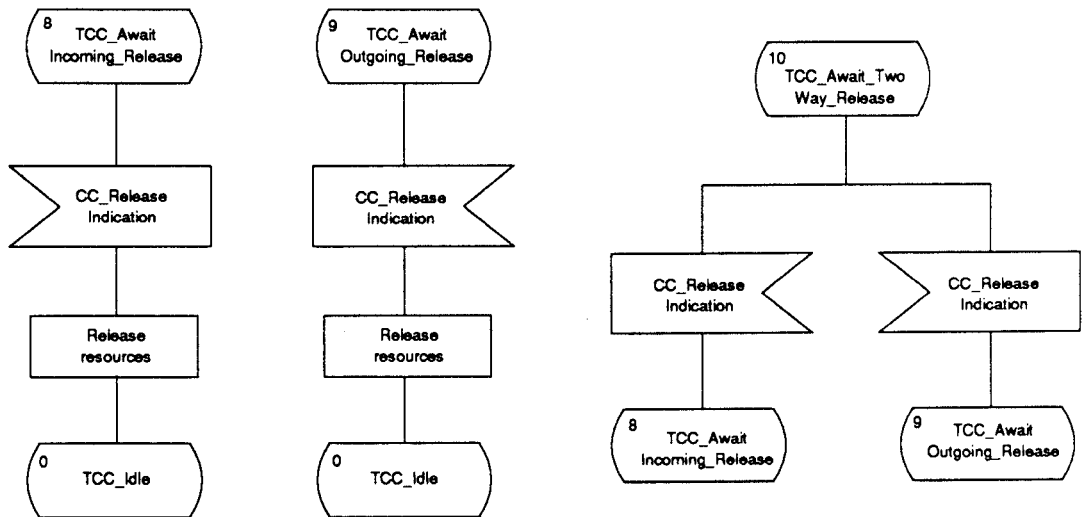 8
TCC_Await
Incoming_Release
CC_Release
Indication
Release
resources
0
TCC_Idle
9
TCC_Await
Outgoing_Release
CC_Release
Indication
Release
resources
0
TCC_Idle
10
TCC_Await_Two
Way_Release
CC_Release
Indication
8
TCC_Await
Incoming_Release
CC_Release
Indication
9
TCC_Await
Outgoing_Release